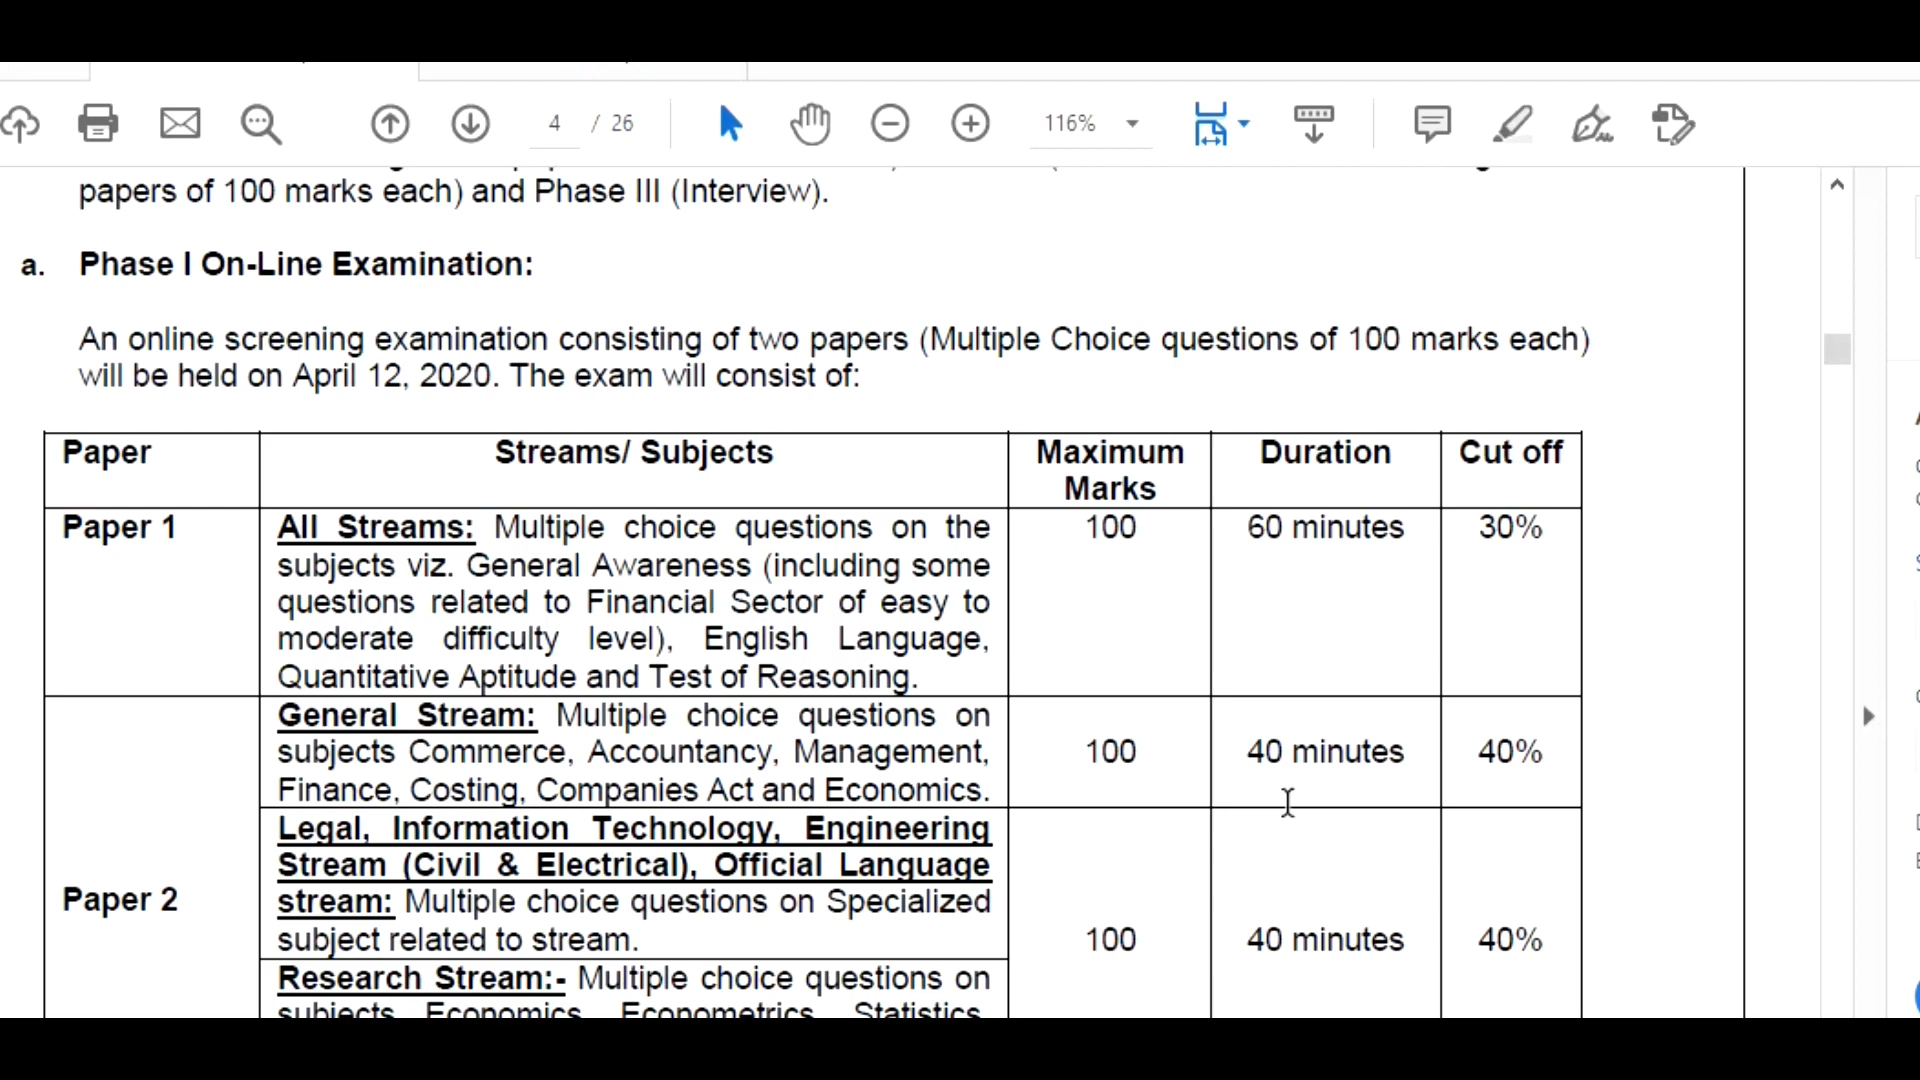 4 / 26
116%
papers of 100 marks each) and Phase III (Interview).
a. Phase I On-Line Examination:
An online screening examination consisting of two papers (Multiple Choice questions of 100 marks each)
will be held on April 12, 2020. The exam will consist of:
Paper Streams/ Subjects Maximum Marks Duration Cut off
Paper 1
All Streams: Multiple choice questions on the
subjects viz. General Awareness (including some
questions related to Financial Sector of easy to
moderate difficulty level), English Language,
Quantitative Aptitude and Test of Reasoning.
100 60 minutes 30%
Paper 2
General Stream: Multiple choice questions on
subjects Commerce, Accountancy, Management,
Finance, Costing, Companies Act and Economics.
100 40 minutes 40%
Legal, Information Technology, Engineering
Stream (Civil & Electrical), Official Language
stream: Multiple choice questions on Specialized
subject related to stream.
100 40 minutes 40%
Research Stream:- Multiple choice questions on
subjects Economics, Econometrics, Statistics,